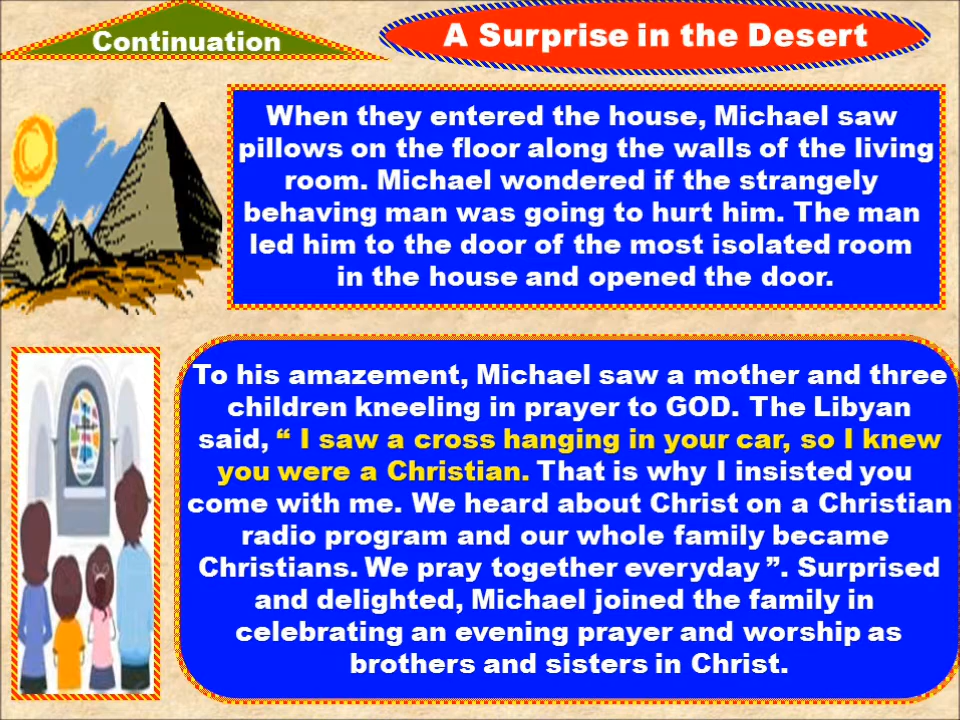 Continuation
A Surprise in the Desert
When they entered the house, Michael saw
pillows on the floor along the walls of the living
room. Michael wondered if the strangely
behaving man was going to hurt him. The man
led him to the door of the most isolated room
in the house and opened the door.
To his amazement, Michael saw a mother and three
children kneeling in prayer to GOD. The Libyan
said, “ I saw a cross hanging in your car, so I knew
you were a Christian. That is why I insisted you
come with me. We heard about Christ on a Christian
radio program and our whole family became
Christians. We pray together everyday ”. Surprised
and delighted, Michael joined the family in
celebrating an evening prayer and worship as
brothers and sisters in Christ.